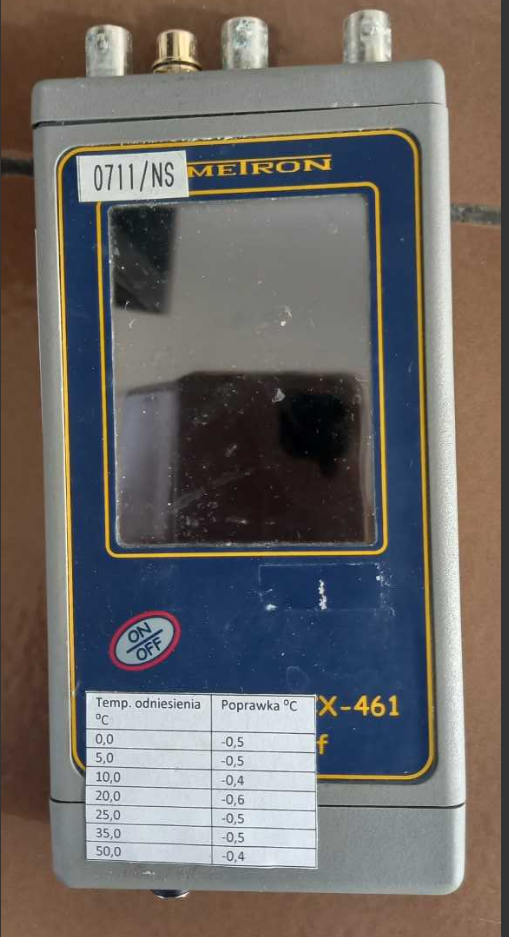 0711/NS
METRON
ON
OFF
X-461
f
Temp. odniesienia °C Poprawka °C
0,0 -0,5
5,0 -0,5
10,0 -0,4
20,0 -0,6
25,0 -0,5
35,0 -0,5
50,0 -0,4